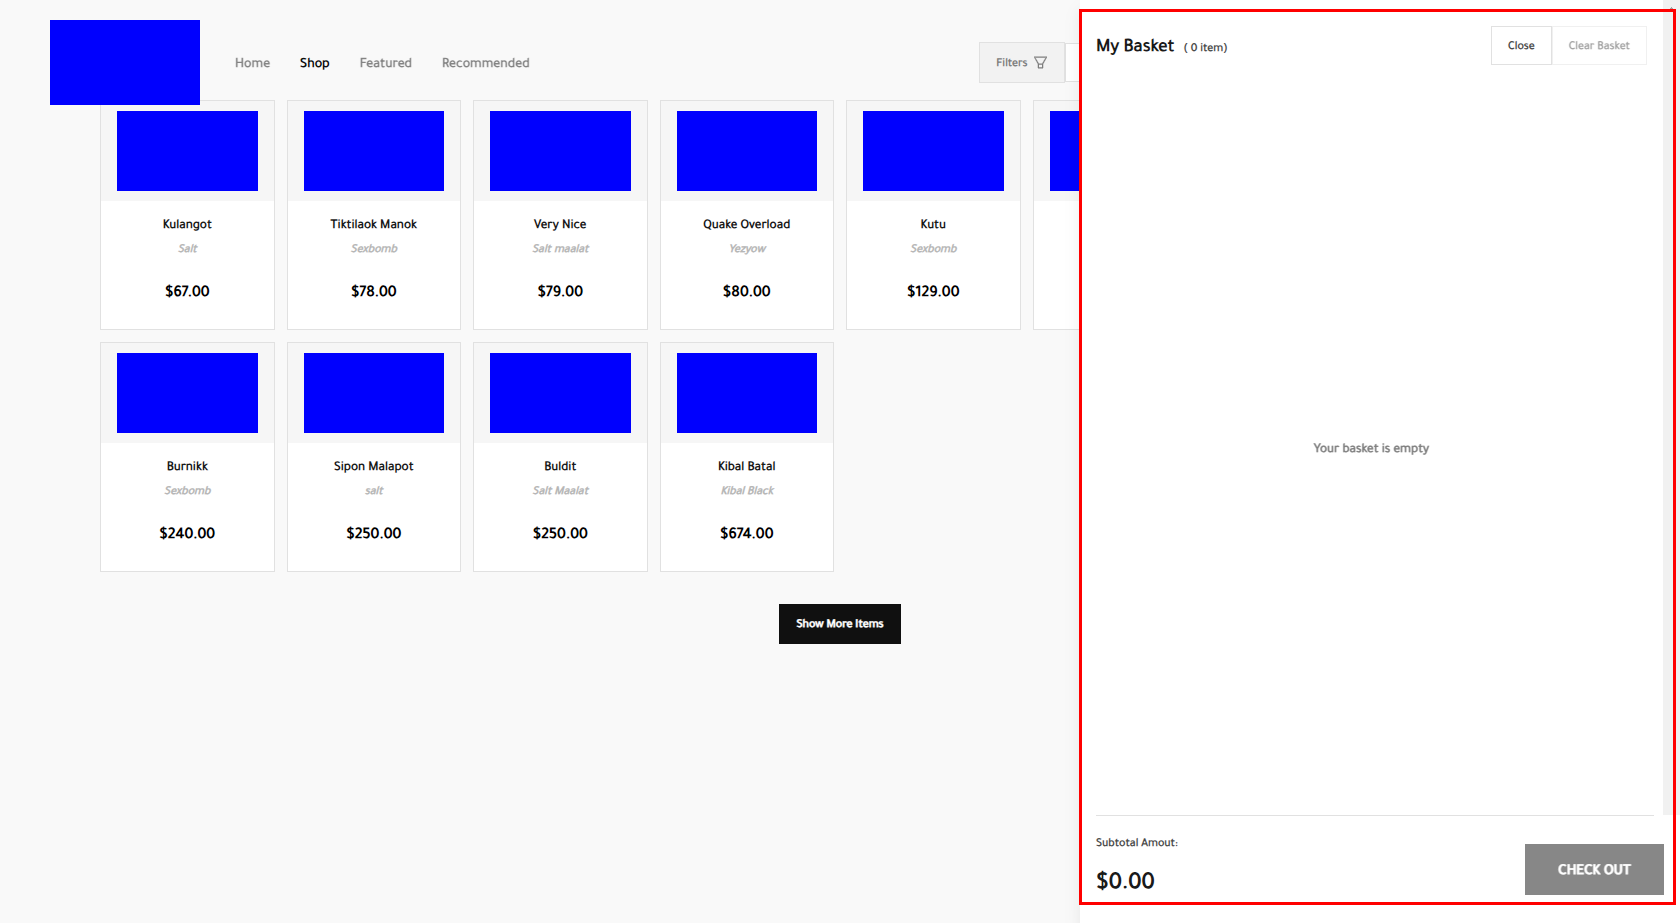 Home Shop Featured Recommended
Filters
My Basket ( 0 item)
Close
Clear Basket
Kulangot
Salt
$67.00
Tiktilaok Manok
Sexbomb
$78.00
Very Nice
Salt maalat
$79.00
Quake Overload
Yezyow
$80.00
Kutu
Sexbomb
$129.00
Burnikk
Sexbomb
$240.00
Sipon Malapot
salt
$250.00
Buldit
Salt Maalat
$250.00
Kibal Batal
Kibal Black
$674.00
Show More Items
Your basket is empty
Subtotal Amout:
$0.00
CHECK OUT